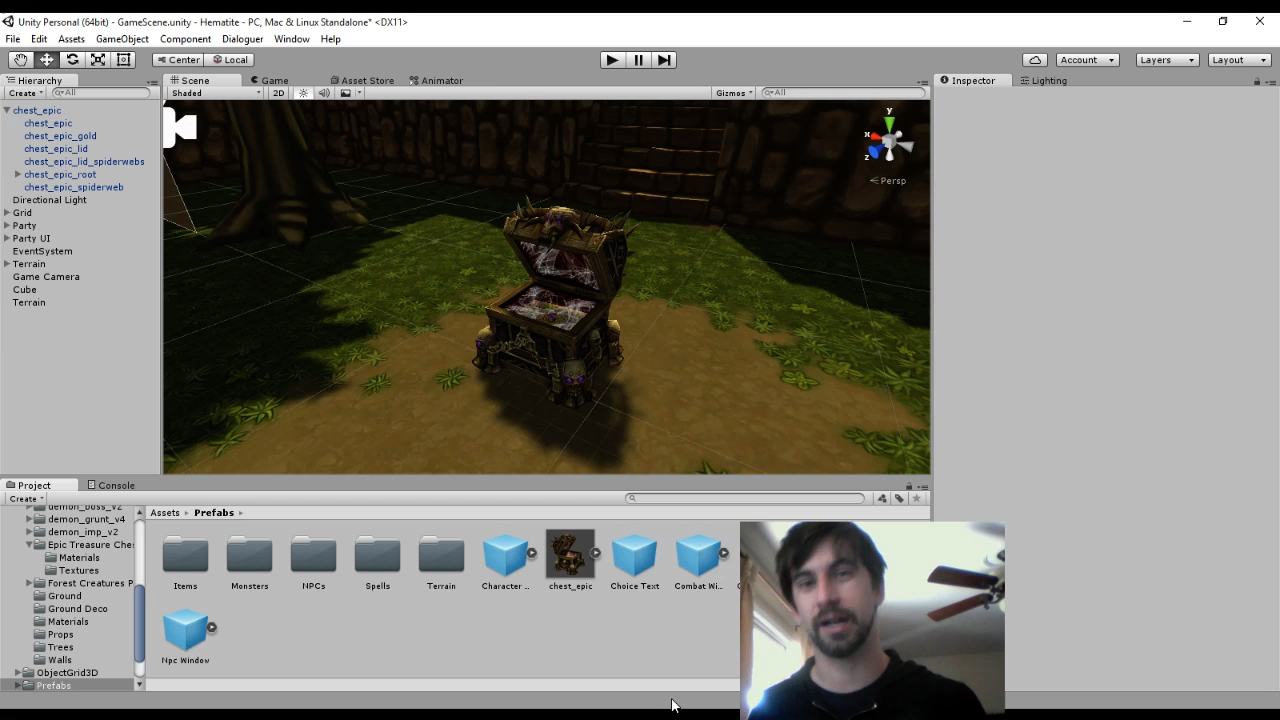 Unity Personal (64bit) - GameScene.unity - Hematite - PC, Mac & Linux Standalone* <DX11>
File Edit Assets GameObject Component Dialoguer Window Help
Center Local Account Layers Layout
Hierarchy
Create All
chest_epic
chest_epic
chest_epic_gold
chest_epic_lid
chest_epic_lid_spiderwebs
chest_epic_root
chest_epic_spiderweb
Directional Light
Grid
Party
Party UI
EventSystem
Terrain
Game Camera
Cube
Terrain
Scene Game Asset Store Animator
Shaded 2D Gizmos All
y
x
z
Persp
Inspector Lighting
Project Console
Create
demon_boss_v2
demon_grunt_v4
demon_imp_v2
Epic Treasure Che
Materials
Textures
Forest Creatures P
Ground
Ground Deco
Materials
Props
Trees
Walls
ObjectGrid3D
Prefabs
Assets Prefabs
Items Monsters NPCs Spells Terrain Character ... chest_epic Choice Text Combat Wi...
Npc Window